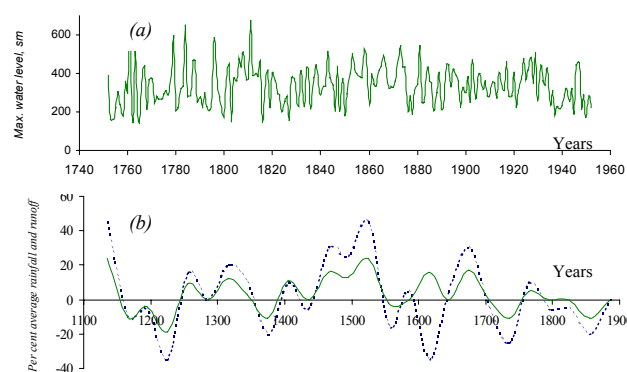 Max. water level, sm
(a)
600
400
200
0
Years
1740 1760 1780 1800 1820 1840 1860 1880 1900 1920 1940 1960
Per cent average rainfall and runoff
(b)
60
40
20
0
-20
-40
Years
1100 1200 1300 1400 1500 1600 1700 1800 190